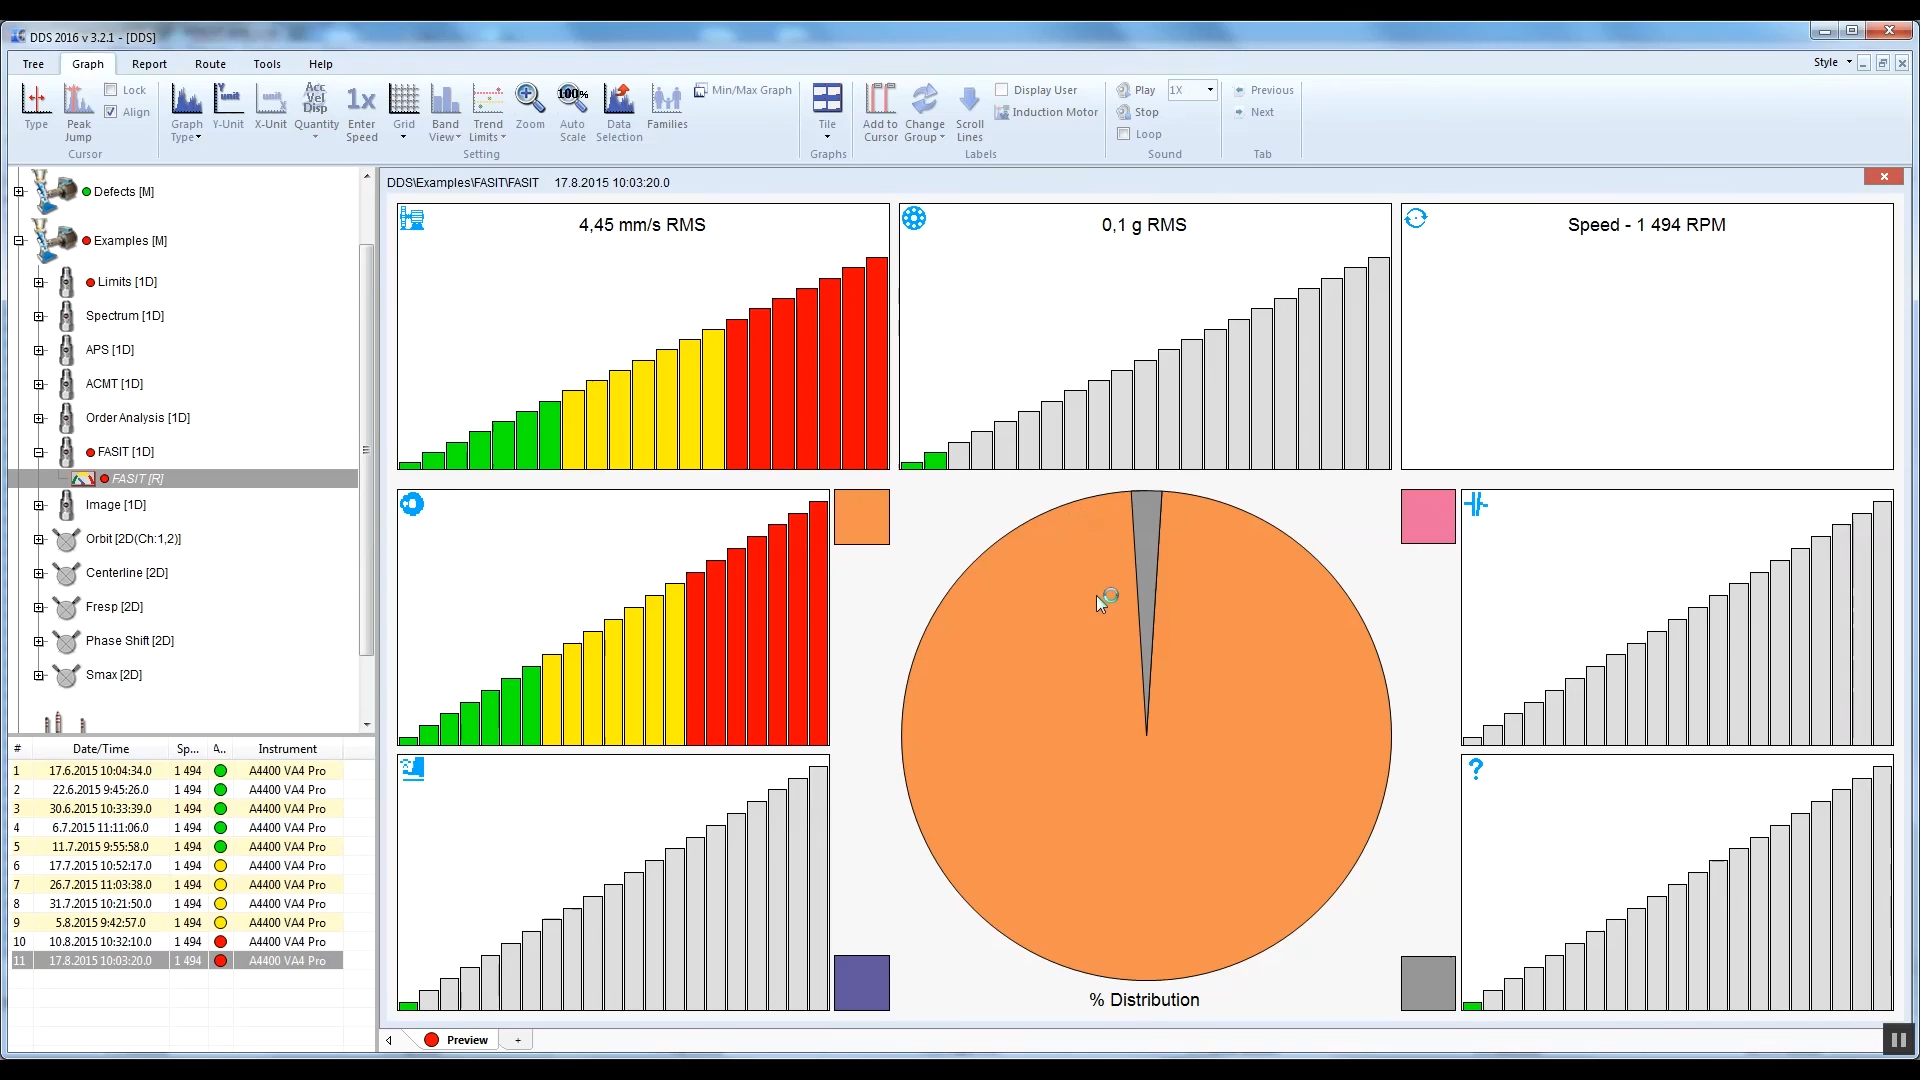 DDS 2016 v 3.2.1 - [DDS]
Tree Graph Report Route Tools Help Style
Type
Peak Jump
Lock
Align
Cursor
Graph Type
Y-Unit
X-Unit
Acc Vel Disp Quantity
1x Enter Speed
Grid
Band View
Trend Limits
Zoom
100% Auto Scale
Data Selection
Families
Min/Max Graph
Setting
Tile
Graphs
Add to Cursor
Change Group
Scroll Lines
Display User
Induction Motor
Labels
Play 1X
Stop
Loop
Sound
Previous
Next
Tab
Defects [M]
Examples [M]
Limits [1D]
Spectrum [1D]
APS [1D]
ACMT [1D]
Order Analysis [1D]
FASIT [1D]
FASIT [R]
Image [1D]
Orbit [2D(Ch:1,2)]
Centerline [2D]
Fresp [2D]
Phase Shift [2D]
Smax [2D]
# Date/Time Sp... A.. Instrument
1 17.6.2015 10:04:34.0 1 494 A4400 VA4 Pro
2 22.6.2015 9:45:26.0 1 494 A4400 VA4 Pro
3 30.6.2015 10:33:39.0 1 494 A4400 VA4 Pro
4 6.7.2015 11:11:06.0 1 494 A4400 VA4 Pro
5 11.7.2015 9:55:58.0 1 494 A4400 VA4 Pro
6 17.7.2015 10:52:17.0 1 494 A4400 VA4 Pro
7 26.7.2015 11:03:38.0 1 494 A4400 VA4 Pro
8 31.7.2015 10:21:50.0 1 494 A4400 VA4 Pro
9 5.8.2015 9:42:57.0 1 494 A4400 VA4 Pro
10 10.8.2015 10:32:10.0 1 494 A4400 VA4 Pro
11 17.8.2015 10:03:20.0 1 494 A4400 VA4 Pro
DDS\Examples\FASIT\FASIT 17.8.2015 10:03:20.0
4,45 mm/s RMS
0,1 g RMS
Speed - 1 494 RPM
?
% Distribution
Preview +